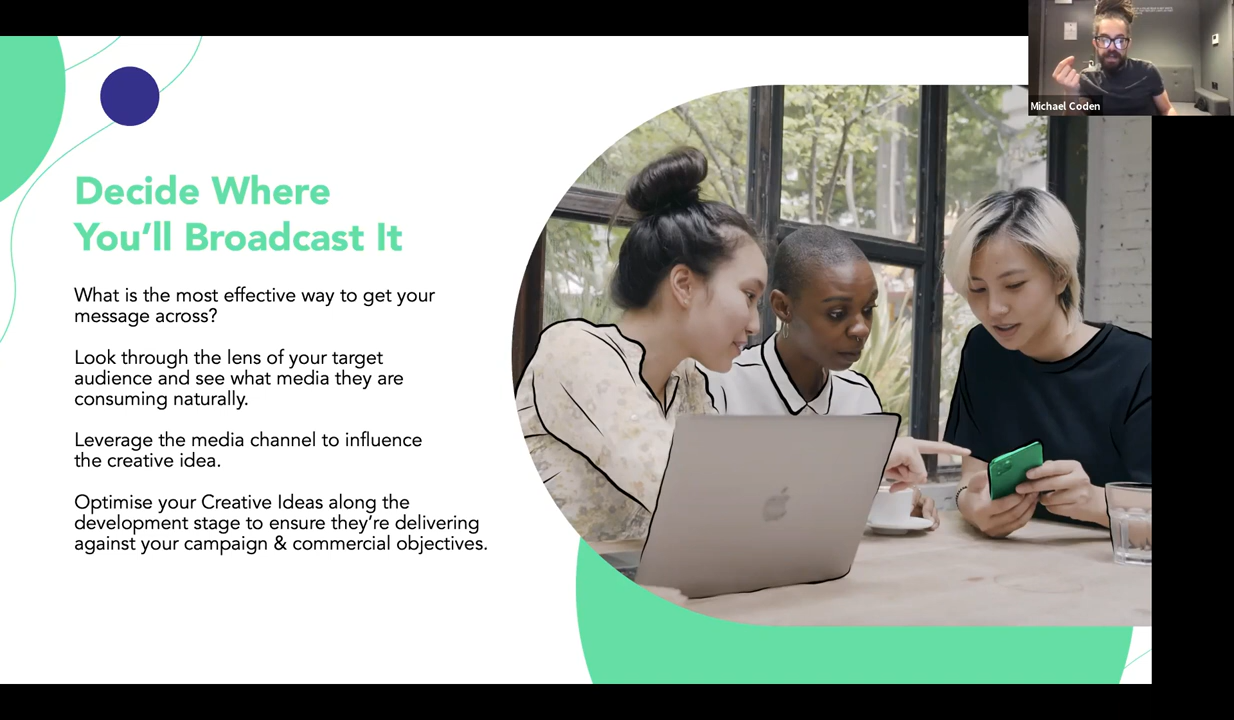 Michael Coden
Decide Where
You'll Broadcast It
What is the most effective way to get your
message across?
Look through the lens of your target
audience and see what media they are
consuming naturally.
Leverage the media channel to influence
the creative idea.
Optimise your Creative Ideas along the
development stage to ensure they're delivering
against your campaign & commercial objectives.